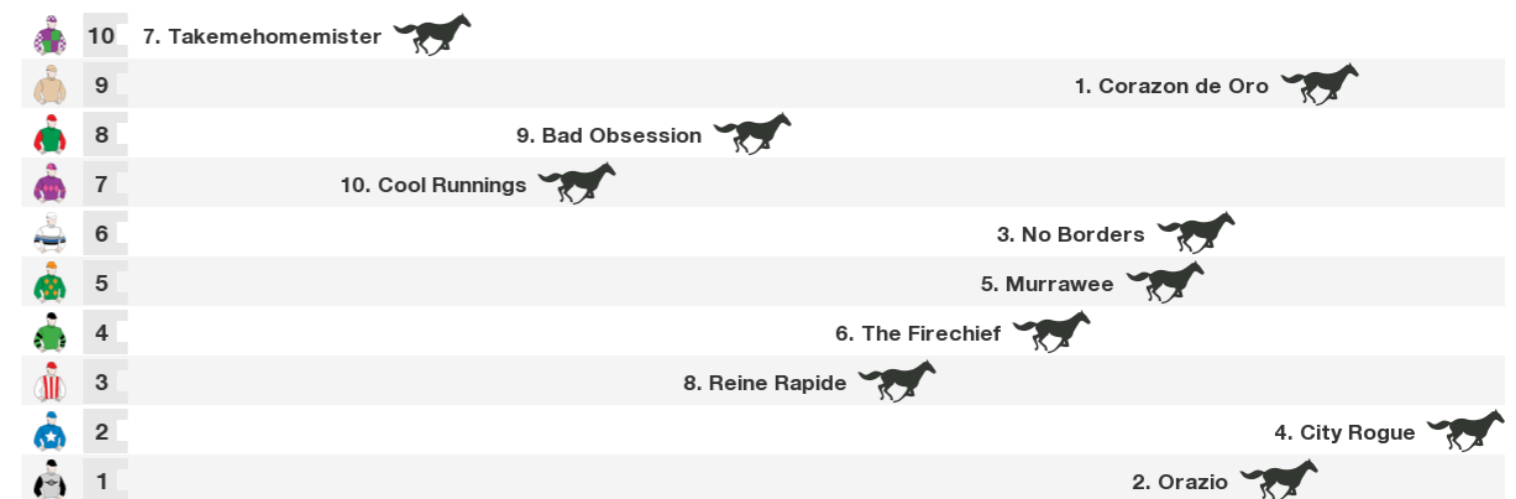 10 7. Takemehomemister
9 1. Corazon de Oro
8 9. Bad Obsession
7 10. Cool Runnings
6 3. No Borders
5 5. Murrawee
4 6. The Firechief
3 8. Reine Rapide
2 4. City Rogue
1 2. Orazio